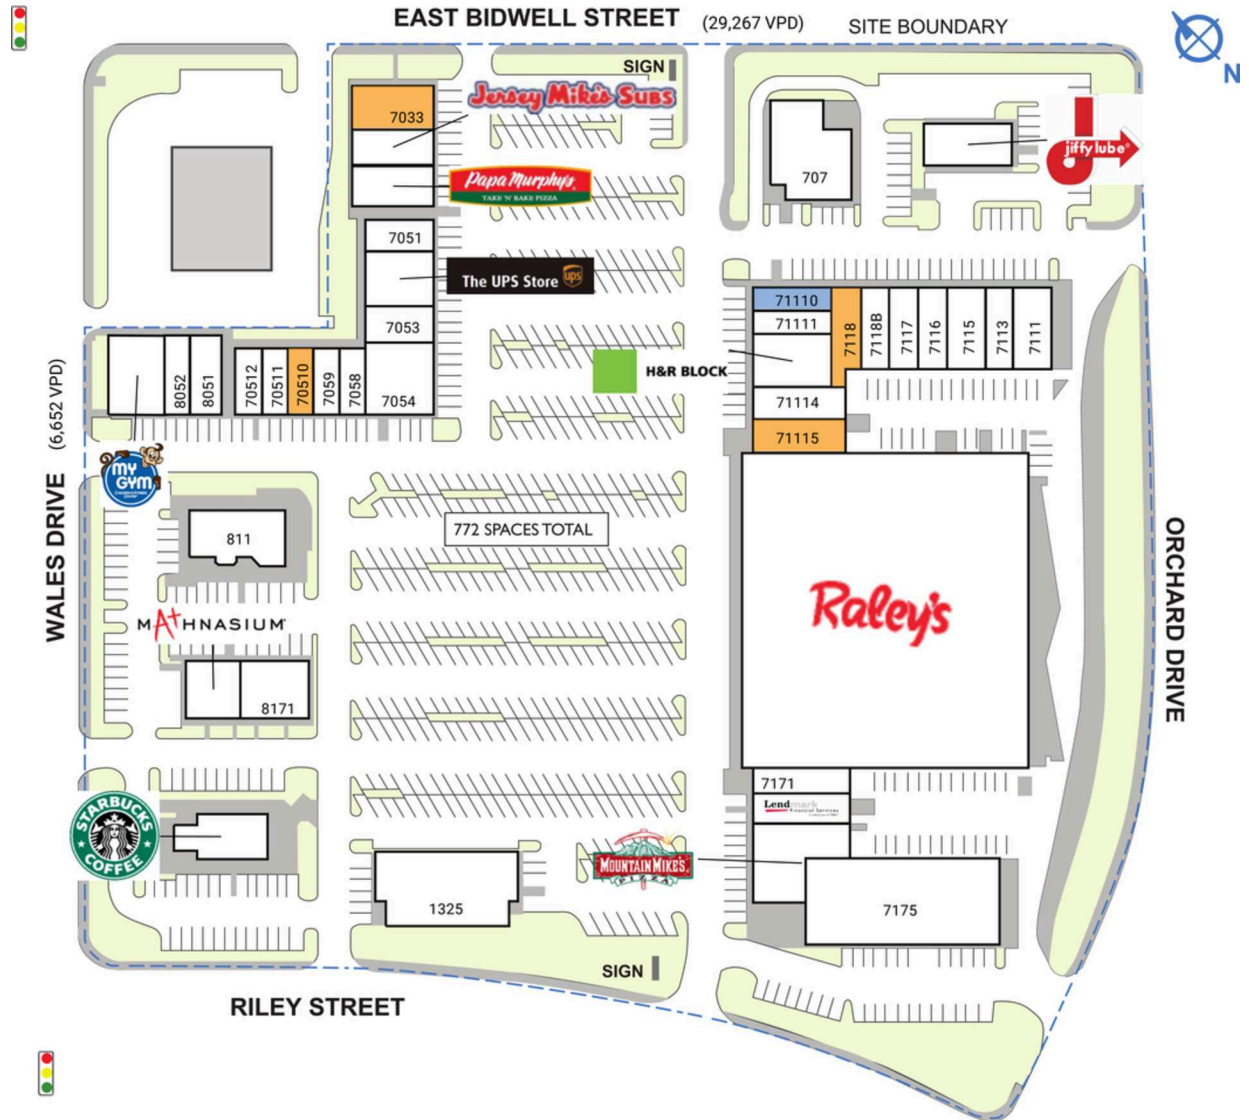 EAST BIDWELL STREET (29,267 VPD) SITE BOUNDARY
N
SIGN
7033
Jersey Mike's SUBS
Papa Murphy's
TAKE 'N' BAKE PIZZA
7051
The UPS Store ups
7053
7054
7058
7059
70510
70511
70512
8051
8052
MY GYM
707
jiffy lube
71110
71111
H&R BLOCK
71114
71115
7118
7118B
7117
7116
7115
7113
7111
WALES DRIVE (6,652 VPD)
811
772 SPACES TOTAL
MATHNASIUM
8171
Raley's
ORCHARD DRIVE
STARBUCKS
COFFEE
7171
Lendmark
Financial Services
MOUNTAIN MIKE'S
PIZZA
1325
7175
SIGN
RILEY STREET